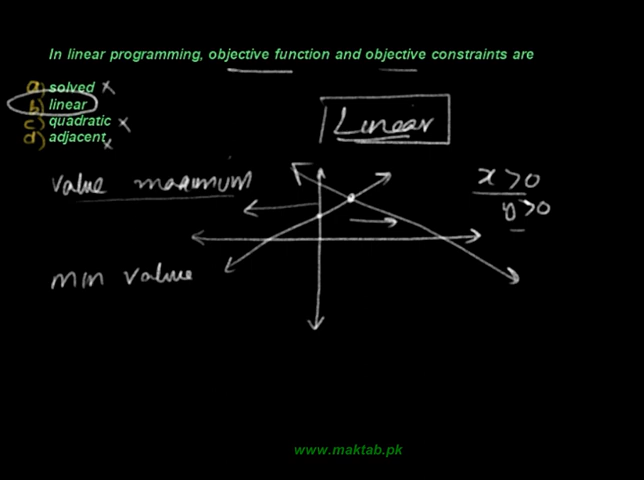 In linear programming, objective function and objective constraints are
a) solved x
b) linear
c) quadratic x
d) adjacent x
Linear
value maximum
x > 0
y > 0
min value
www.maktab.pk